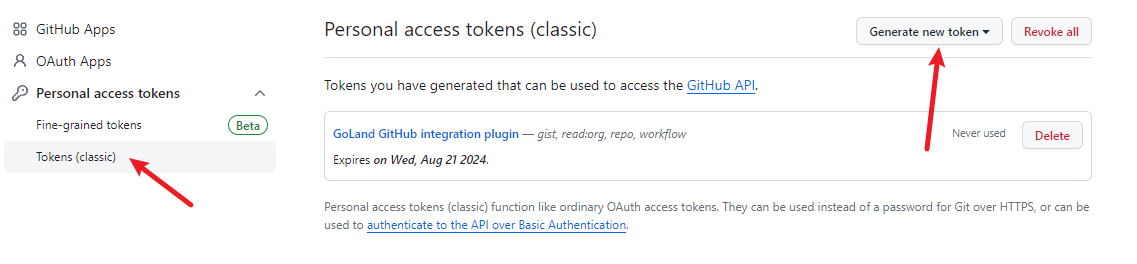 GitHub Apps
OAuth Apps
Personal access tokens
Fine-grained tokens Beta
Tokens (classic)
Personal access tokens (classic)
Generate new token
Revoke all
Tokens you have generated that can be used to access the GitHub API.
GoLand GitHub integration plugin — gist, read:org, repo, workflow
Never used
Delete
Expires on Wed, Aug 21 2024.
Personal access tokens (classic) function like ordinary OAuth access tokens. They can be used instead of a password for Git over HTTPS, or can be
used to authenticate to the API over Basic Authentication.